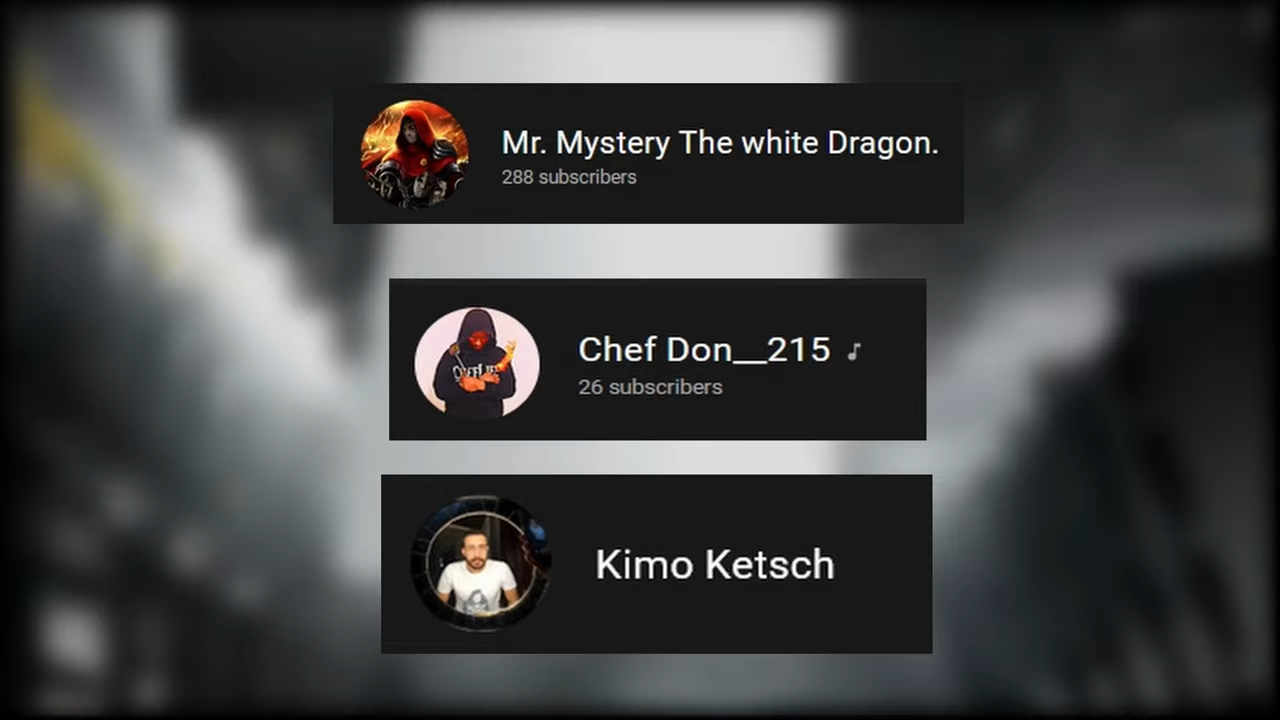 Mr. Mystery The white Dragon.
288 subscribers
Chef Don__215
26 subscribers
Kimo Ketsch